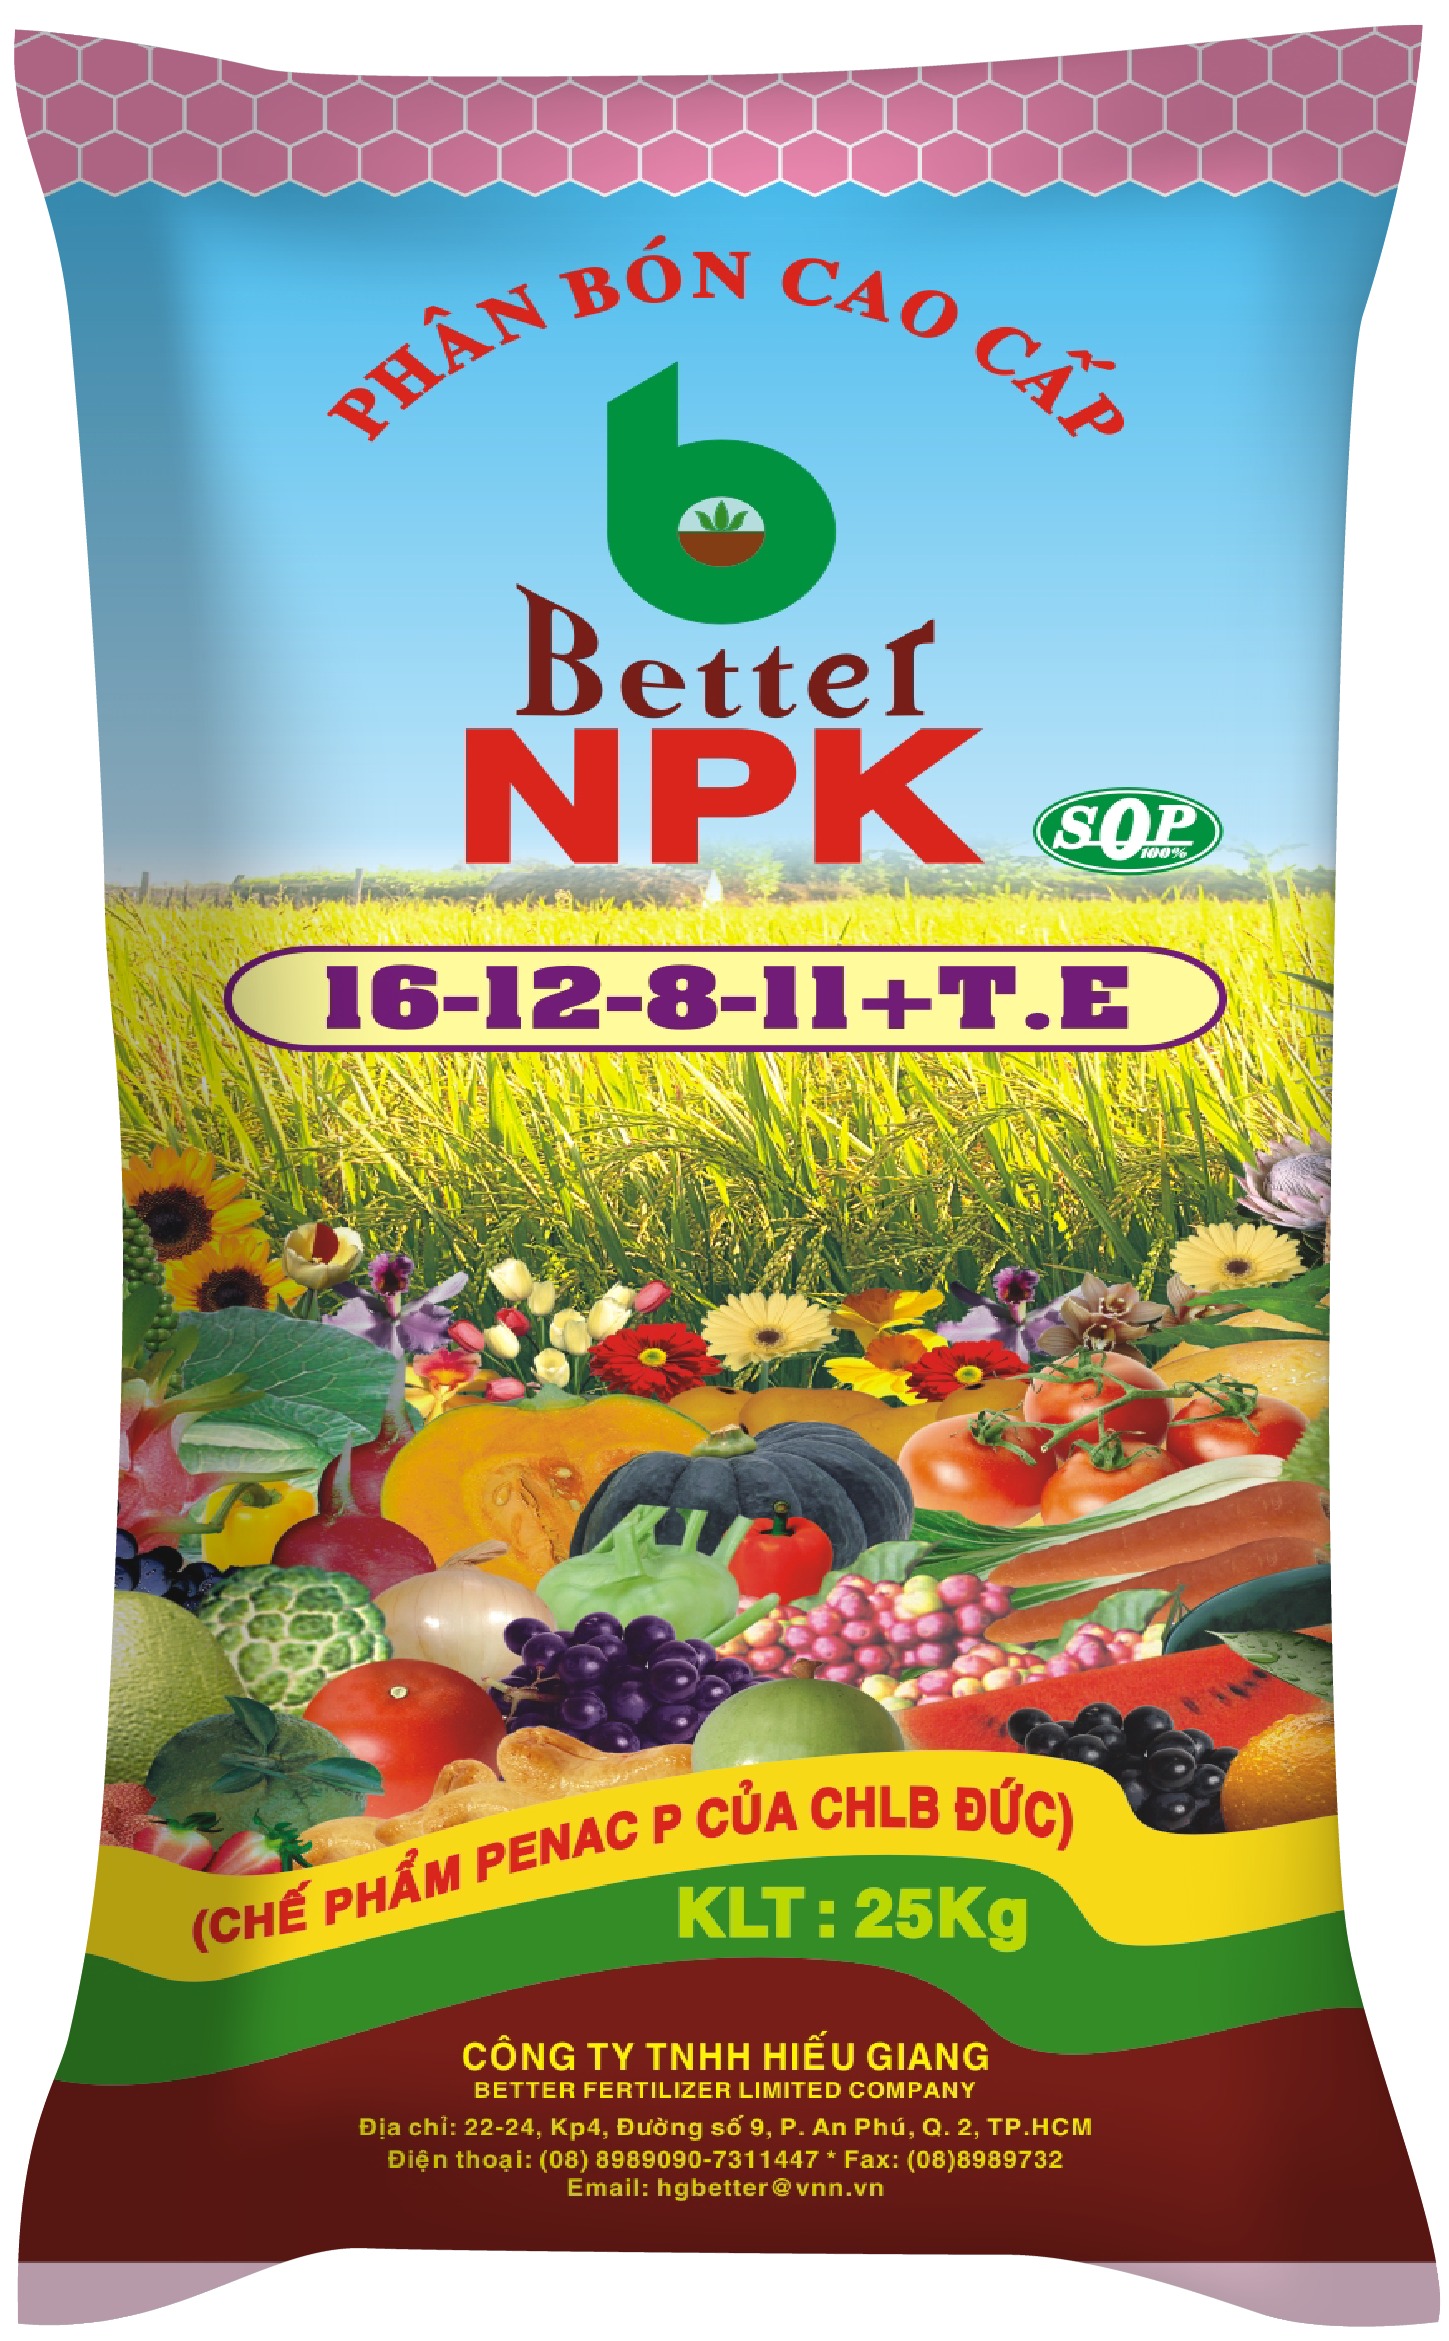 PHÂN BÓN CAO CẤP
b
Better
NPK
SOP
100%
16-12-8-11+T.E
(CHẾ PHẨM PENAC P CỦA CHLB ĐỨC)
KLT : 25Kg
CÔNG TY TNHH HIẾU GIANG
BETTER FERTILIZER LIMITED COMPANY
Địa chỉ: 22-24, Kp4, Đường số 9, P. An Phú, Q. 2, TP.HCM
Điện thoại: (08) 8989090-7311447 * Fax: (08)8989732
Email: hgbetter@vnn.vn